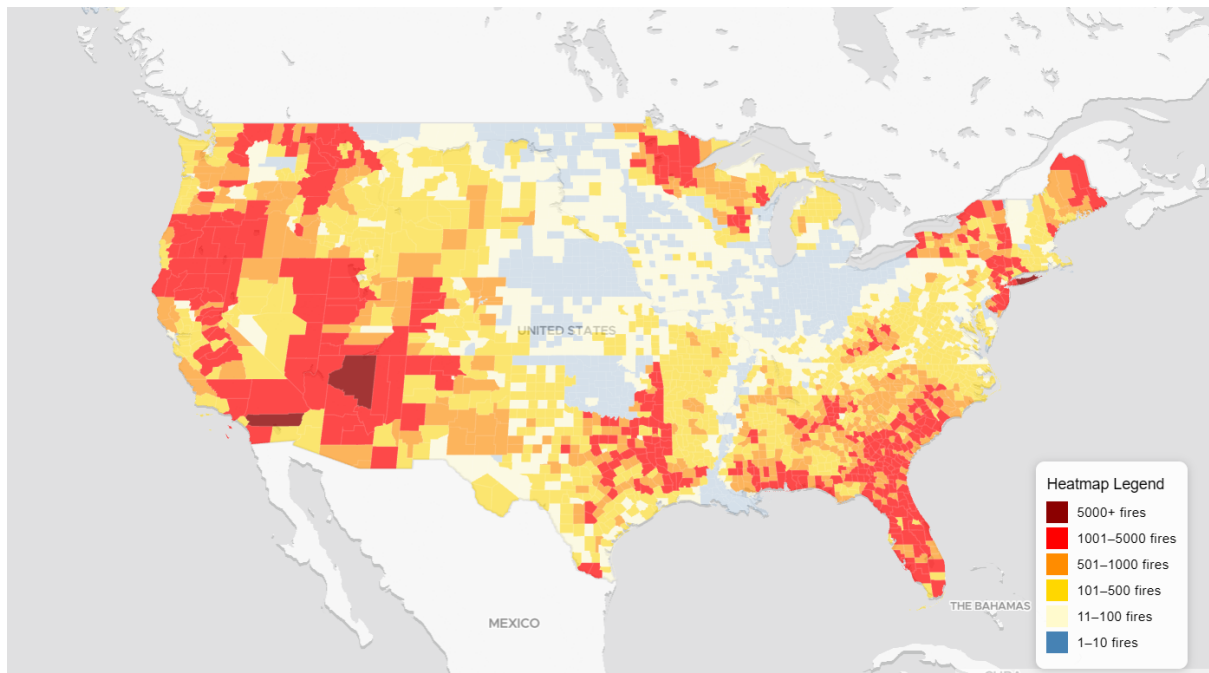 UNITED STATES
MEXICO
THE BAHAMAS
Heatmap Legend
5000+ fires
1001–5000 fires
501–1000 fires
101–500 fires
11–100 fires
1–10 fires